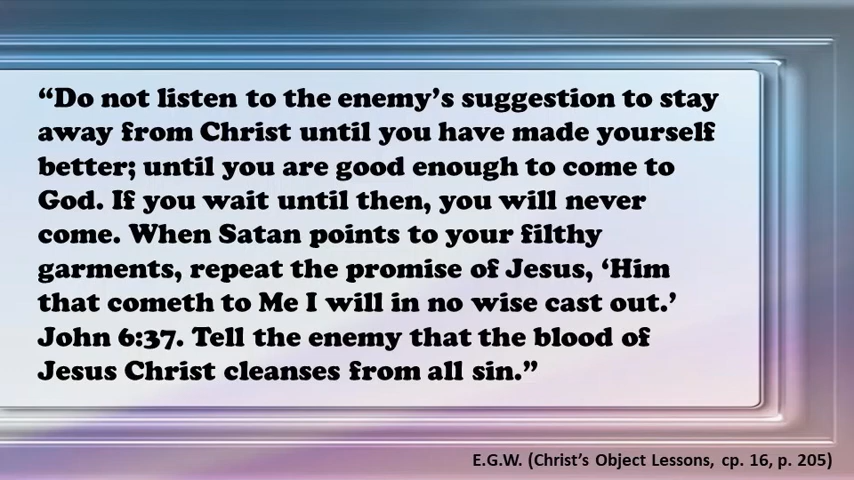 “Do not listen to the enemy’s suggestion to stay
away from Christ until you have made yourself
better; until you are good enough to come to
God. If you wait until then, you will never
come. When Satan points to your filthy
garments, repeat the promise of Jesus, ‘Him
that cometh to Me I will in no wise cast out.’
John 6:37. Tell the enemy that the blood of
Jesus Christ cleanses from all sin.”
E.G.W. (Christ’s Object Lessons, cp. 16, p. 205)